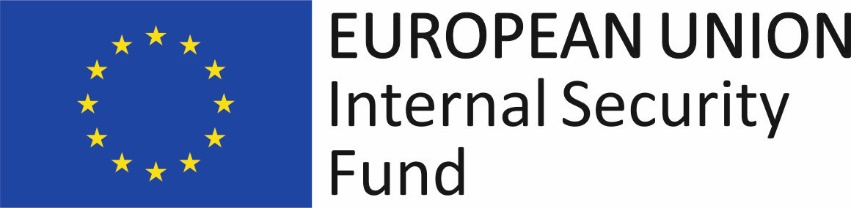 EUROPEAN UNION
Internal Security
Fund